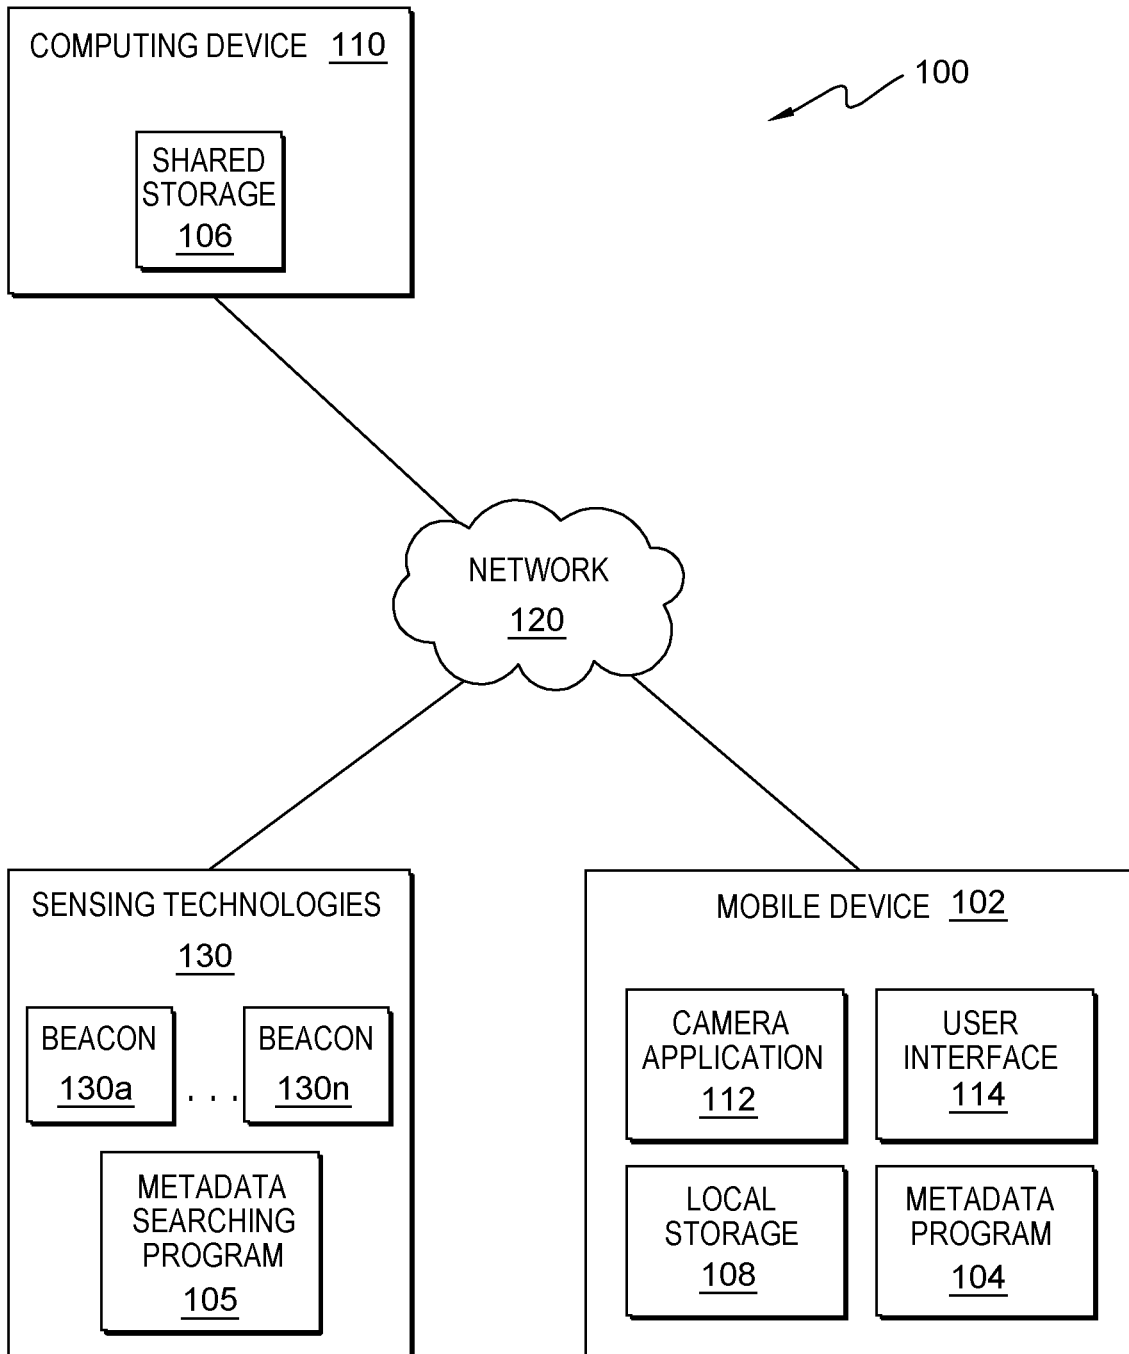 COMPUTING DEVICE 110
100
SHARED
STORAGE
106
NETWORK
120
SENSING TECHNOLOGIES
130
BEACON
130a
. . .
BEACON
130n
METADATA
SEARCHING
PROGRAM
105
MOBILE DEVICE 102
CAMERA
APPLICATION
112
USER
INTERFACE
114
LOCAL
STORAGE
108
METADATA
PROGRAM
104